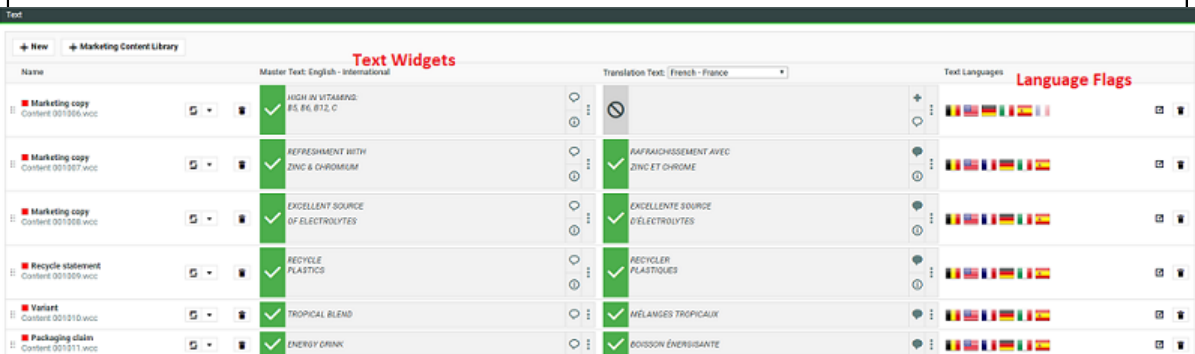 Text
+ New + Marketing Content Library
Text Widgets
Name Master Text: English - International Translation Text: French - France Text Languages
Language Flags
Marketing copy
Content 001006.wcc
HIGH IN VITAMINS:
B5, B6, B12, C
Marketing copy
Content 001007.wcc
REFRESHMENT WITH
ZINC & CHROMIUM
RAFRAICHISSEMENT AVEC
ZINC ET CHROME
Marketing copy
Content 001008.wcc
EXCELLENT SOURCE
OF ELECTROLYTES
EXCELLENTE SOURCE
D'ÉLECTROLYTES
Recycle statement
Content 001009.wcc
RECYCLE
PLASTICS
RECYCLER
PLASTIQUES
Variant
Content 001010.wcc
TROPICAL BLEND
MÉLANGES TROPICAUX
Packaging claim
Content 001011.wcc
ENERGY DRINK
BOISSON ÉNERGISANTE